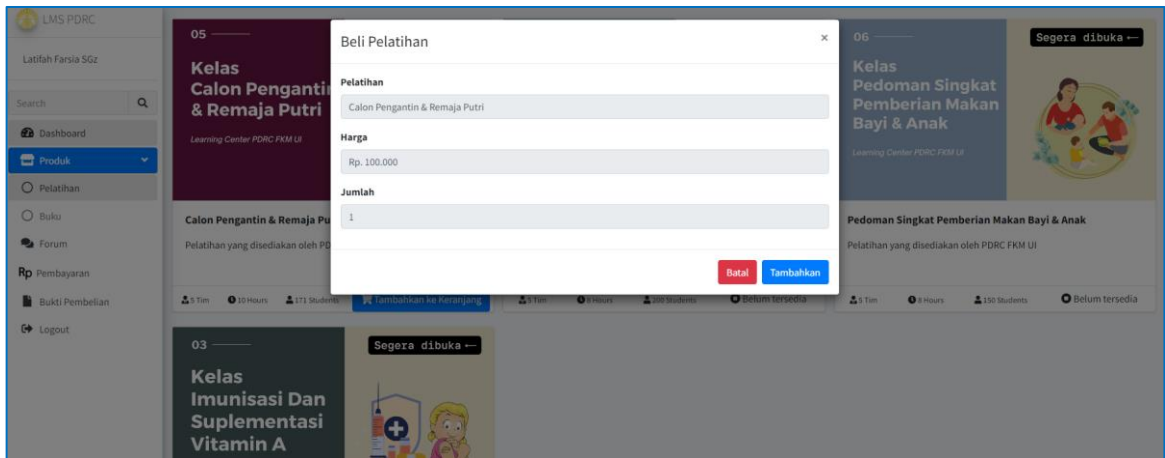 LMS PDRC
Latifah Farsia SGz
Search
Dashboard
Produk
Pelatihan
Buku
Forum
Rp Pembayaran
Bukti Pembelian
Logout
05
Kelas
Calon Pengantin
& Remaja Putri
Learning Center PDRC FKM UI
Calon Pengantin & Remaja Pu
Pelatihan yang disediakan oleh PD
5 Tim 10 Hours 171 Students Tambahkan ke Keranjang
Beli Pelatihan ×
Pelatihan
Calon Pengantin & Remaja Putri
Harga
Rp. 100.000
Jumlah
1
Batal Tambahkan
5 Tim 8 Hours 200 Students Belum tersedia
06
Segera dibuka
Kelas
Pedoman Singkat
Pemberian Makan
Bayi & Anak
Learning Center PDRC FKM UI
Pedoman Singkat Pemberian Makan Bayi & Anak
Pelatihan yang disediakan oleh PDRC FKM UI
5 Tim 8 Hours 150 Students Belum tersedia
03
Segera dibuka
Kelas
Imunisasi Dan
Suplementasi
Vitamin A